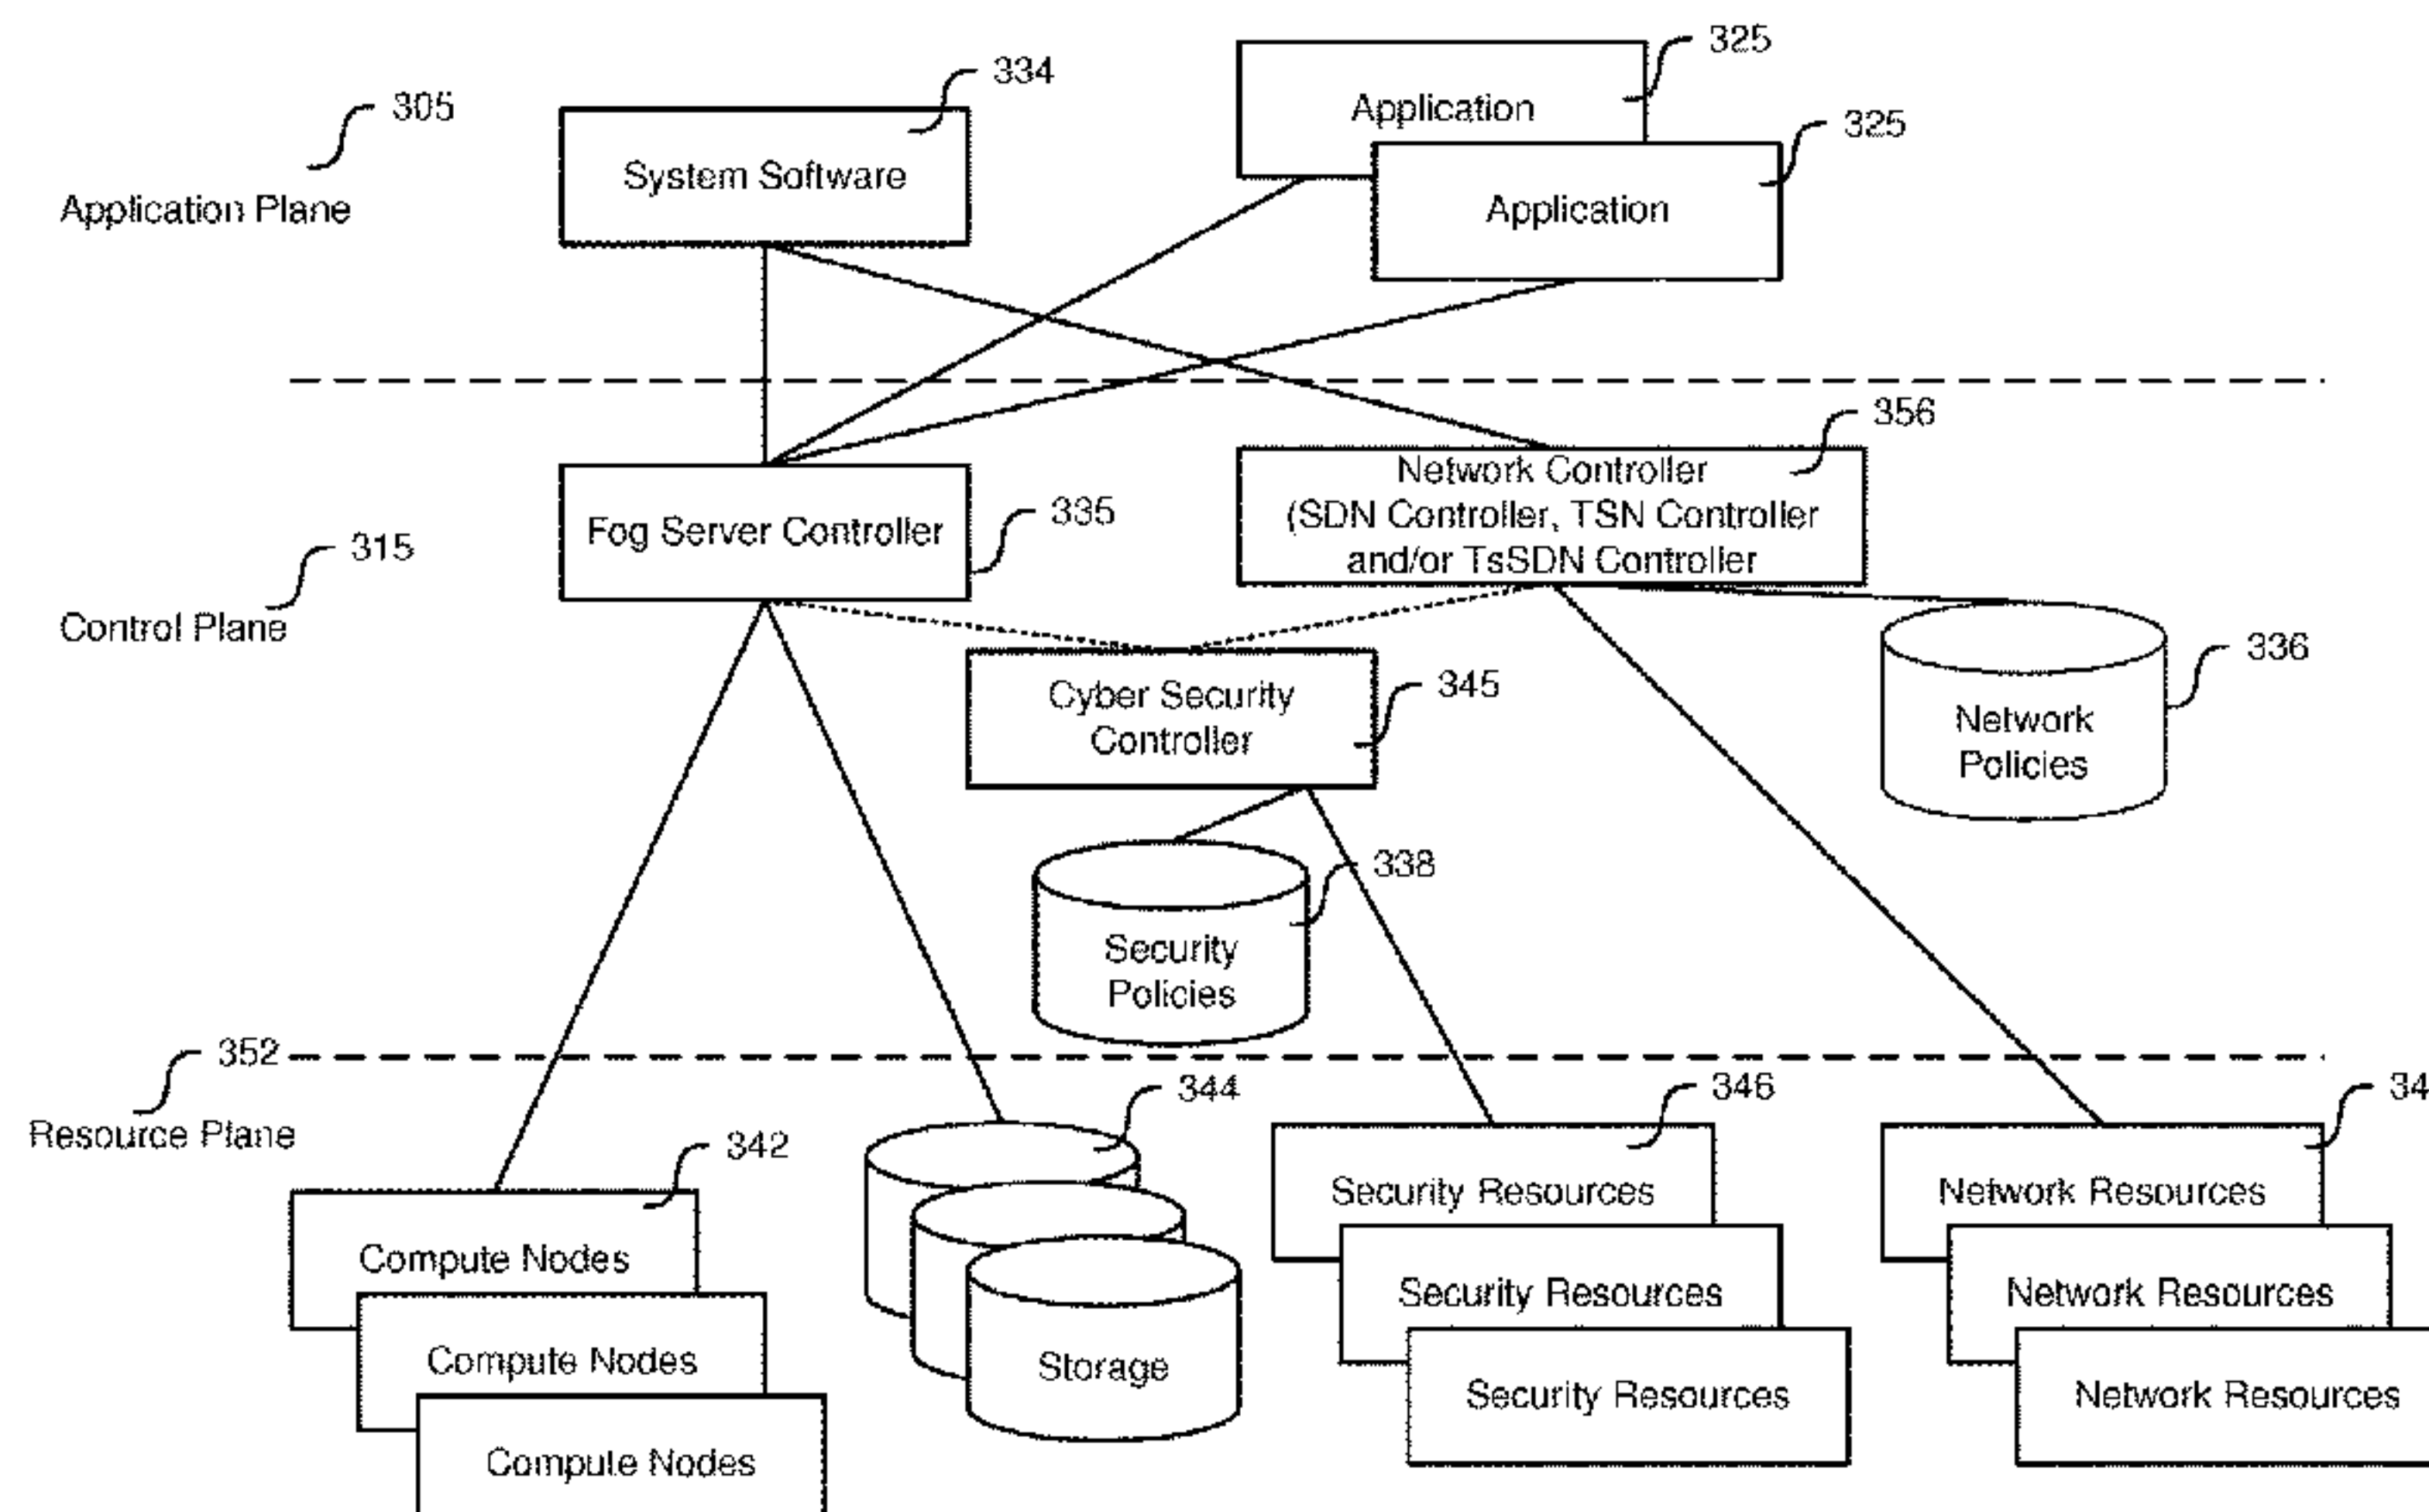 325
334
305
Application
325
System Software
Application Plane
Application
356
Network Controller
(SDN Controller, TSN Controller
and/or TsSDN Controller
Fog Server Controller
335
315
Control Plane
336
Cyber Security
Controller
345
Network
Policies
338
Security
Policies
352
Resource Plane
344
346
34
342
Security Resources
Network Resources
Compute Nodes
Security Resources
Network Resources
Compute Nodes
Storage
Security Resources
Network Resources
Compute Nodes